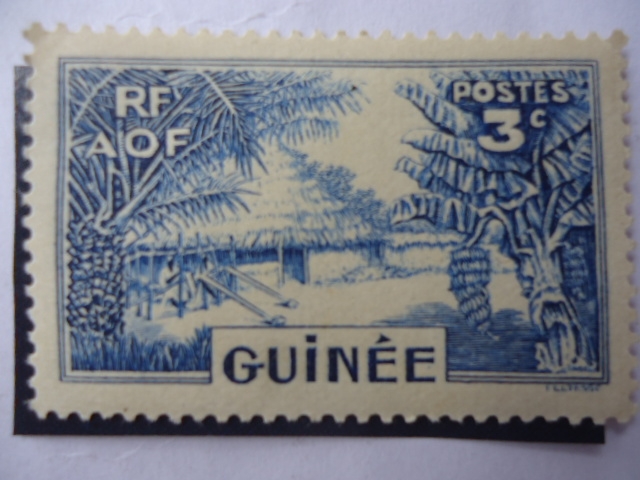 RF
AOF
POSTES
3c
GUiNÉE